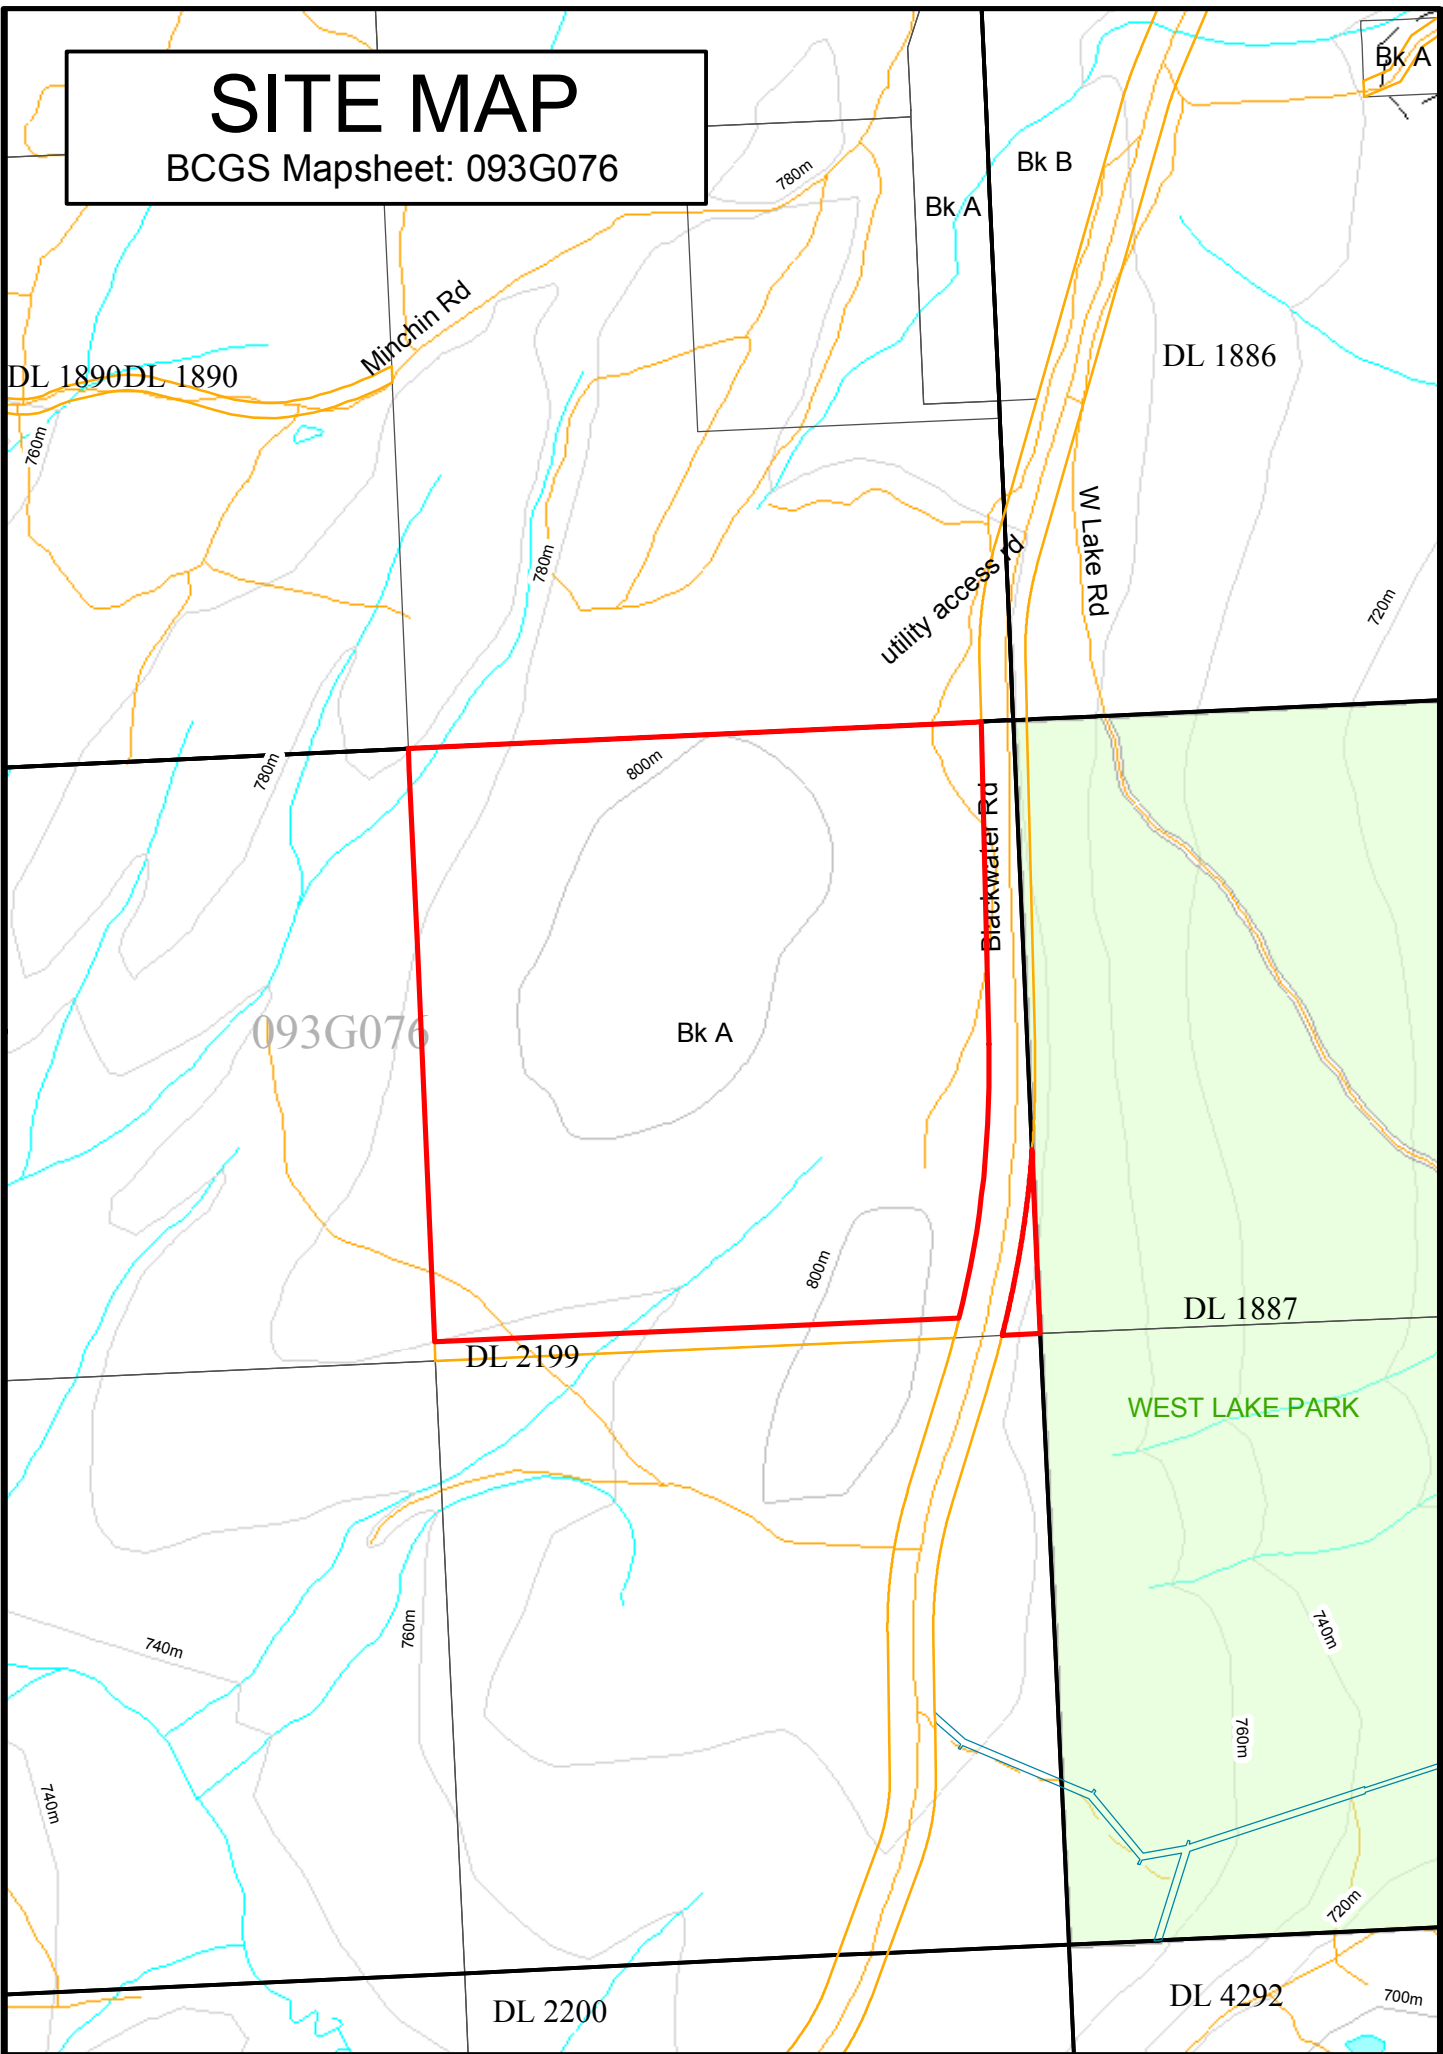 SITE MAP
BCGS Mapsheet: 093G076
Bk A
Bk B
780m
Bk A
Minchin Rd
DL 1886
DL 1890DL 1890
760m
W Lake Rd
780m
utility access rd
720m
780m
800m
Blackwater Rd
093G076
Bk A
800m
DL 1887
DL 2199
WEST LAKE PARK
740m
760m
740m
760m
740m
720m
DL 2200
DL 4292
700m